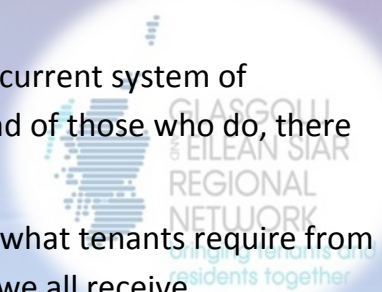 current system of
nd of those who do, there
what tenants require from
we all receive
GLASGOW
AND EILEAN SIAR
REGIONAL
NETWORK
bringing tenants and
residents together